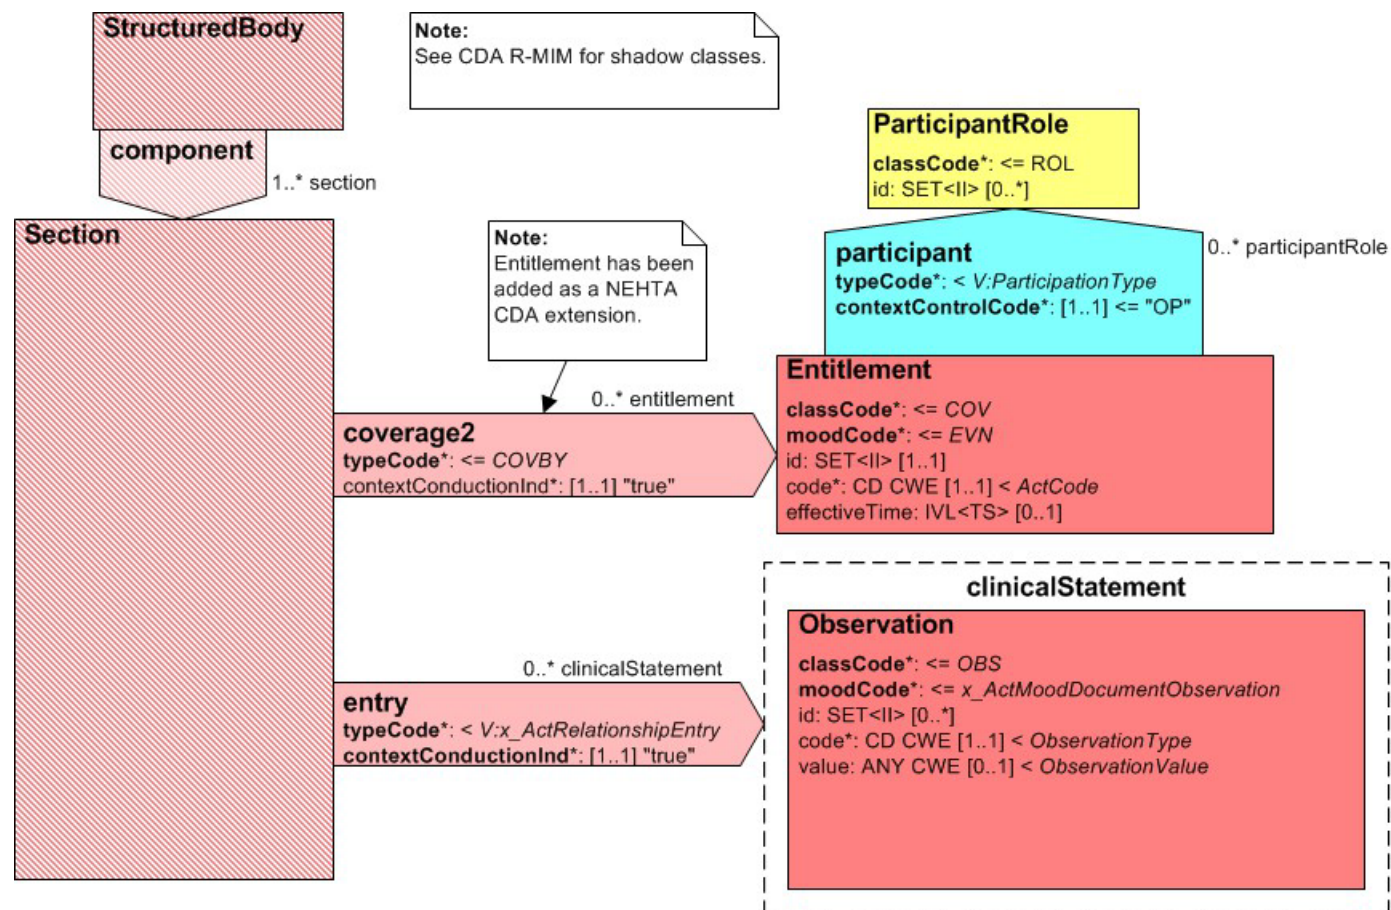 StructuredBody
Note:
See CDA R-MIM for shadow classes.
component
1..* section
ParticipantRole
classCode*: <= ROL
id: SET<II> [0..*]
Section
Note:
Entitlement has been
added as a NEHTA
CDA extension.
participant
typeCode*: < V:ParticipationType
contextControlCode*: [1..1] <= "OP"
0..* participantRole
0..* entitlement
coverage2
typeCode*: <= COVBY
contextConductionInd*: [1..1] "true"
Entitlement
classCode*: <= COV
moodCode*: <= EVN
id: SET<II> [1..1]
code*: CD CWE [1..1] < ActCode
effectiveTime: IVL<TS> [0..1]
0..* clinicalStatement
entry
typeCode*: < V:x_ActRelationshipEntry
contextConductionInd*: [1..1] "true"
clinicalStatement
Observation
classCode*: <= OBS
moodCode*: <= x_ActMoodDocumentObservation
id: SET<II> [0..*]
code*: CD CWE [1..1] < ObservationType
value: ANY CWE [0..1] < ObservationValue